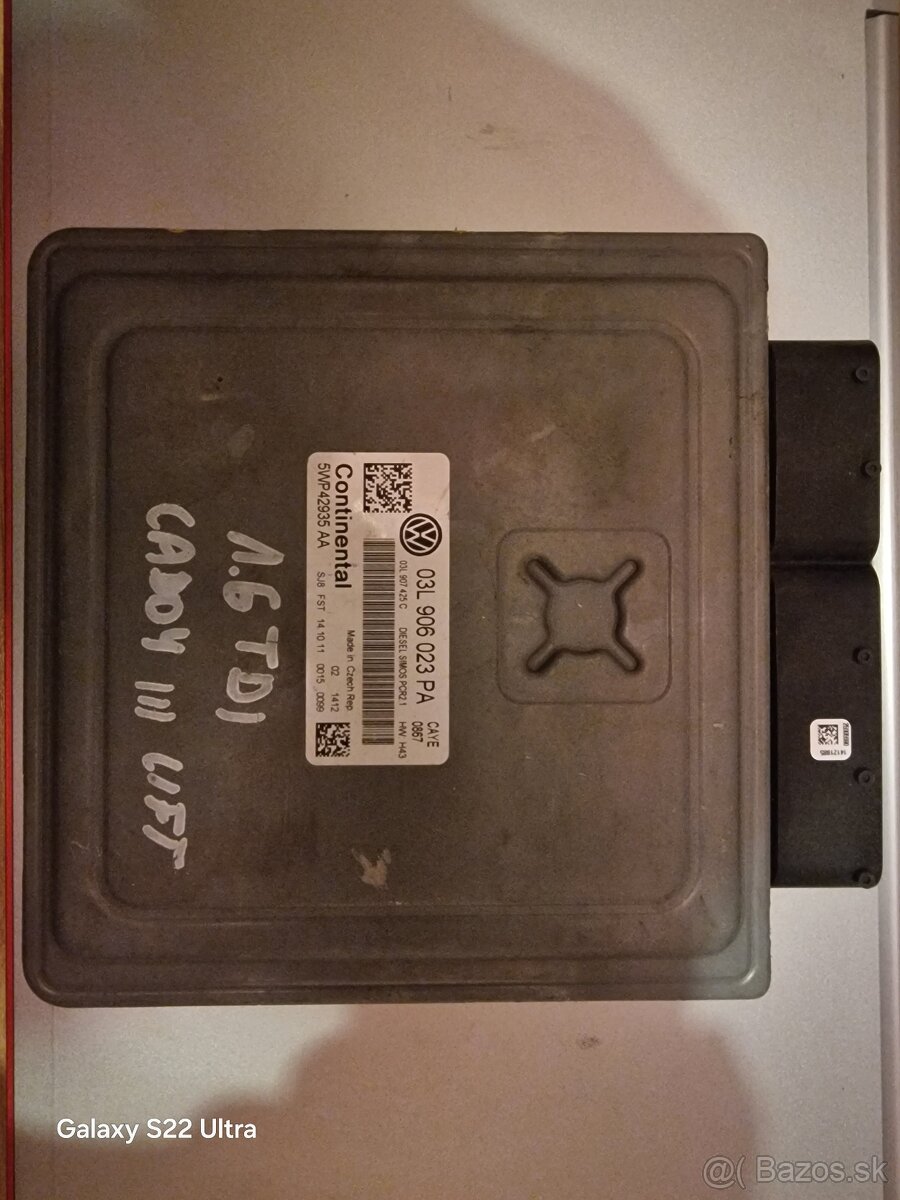 03L 906 023 PA
CAYE
0867
03L 907 425 C
DIESEL SIMOS PCR2.1
HW H43
Continental
5WP42935 AA
Made in Czech Rep
02 1412
SJ8 FST 14 10 11 0015 0099
1.6 TDI
CADDY III LIFT
Galaxy S22 Ultra
@( Bazos.sk